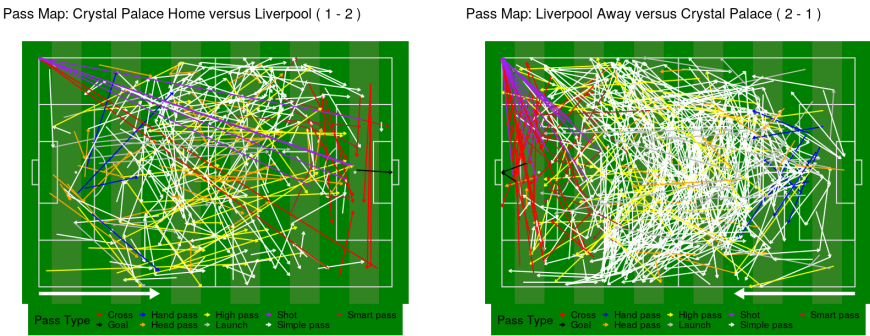 Pass Map: Crystal Palace Home versus Liverpool ( 1 - 2 )
Pass Map: Liverpool Away versus Crystal Palace ( 2 - 1 )
Pass Type
Cross Hand pass High pass Shot Smart pass
Goal Head pass Launch Simple pass
Pass Type
Cross Hand pass High pass Shot Smart pass
Goal Head pass Launch Simple pass